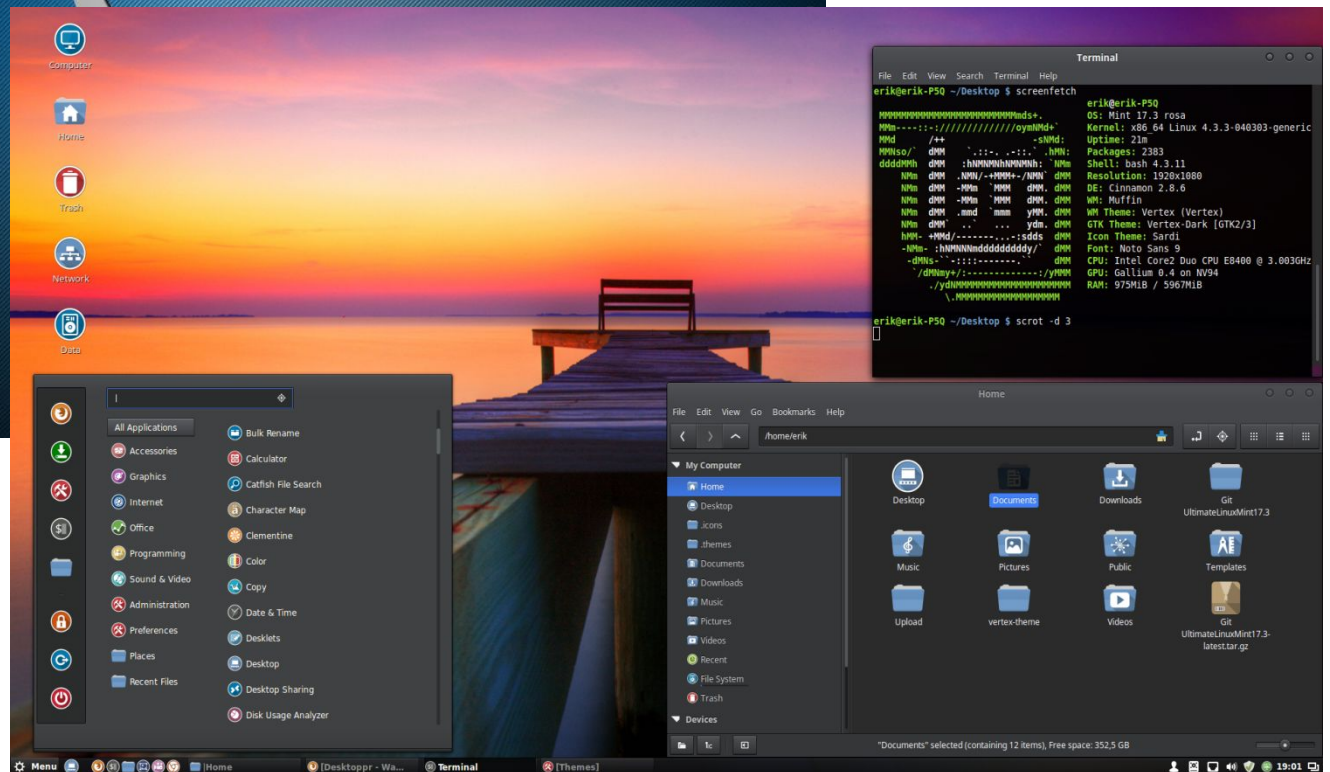 Computer
Home
Trash
Network
Data
Terminal
File Edit View Search Terminal Help
erik@erik-P5Q ~/Desktop $ screenfetch
erik@erik-P5Q
OS: Mint 17.3 rosa
Kernel: x86_64 Linux 4.3.3-040303-generic
Uptime: 21m
Packages: 2383
Shell: bash 4.3.11
Resolution: 1920x1080
DE: Cinnamon 2.8.6
WM: Muffin
WM Theme: Vertex (Vertex)
GTK Theme: Vertex-Dark [GTK2/3]
Icon Theme: Sardi
Font: Noto Sans 9
CPU: Intel Core2 Duo CPU E8400 @ 3.003GHz
GPU: Gallium 0.4 on NV94
RAM: 975MiB / 5967MiB
erik@erik-P5Q ~/Desktop $ scrot -d 3
All Applications
Accessories
Graphics
Internet
Office
Programming
Sound & Video
Administration
Preferences
Places
Recent Files
Bulk Rename
Calculator
Catfish File Search
Character Map
Clementine
Color
Copy
Date & Time
Desklets
Desktop
Desktop Sharing
Disk Usage Analyzer
Home
File Edit View Go Bookmarks Help
/home/erik
My Computer
Home
Desktop
.icons
.themes
Documents
Downloads
Music
Pictures
Videos
Recent
File System
Trash
Devices
Desktop
Documents
Downloads
Git
UltimateLinuxMint17.3
Music
Pictures
Public
Templates
Upload
vertex-theme
Videos
Git
UltimateLinuxMint17.3-
latest.tar.gz
"Documents" selected (containing 12 items), Free space: 352,5 GB
Menu
[Home
[Desktoppr - Wa...
Terminal
[Themes]
19:01